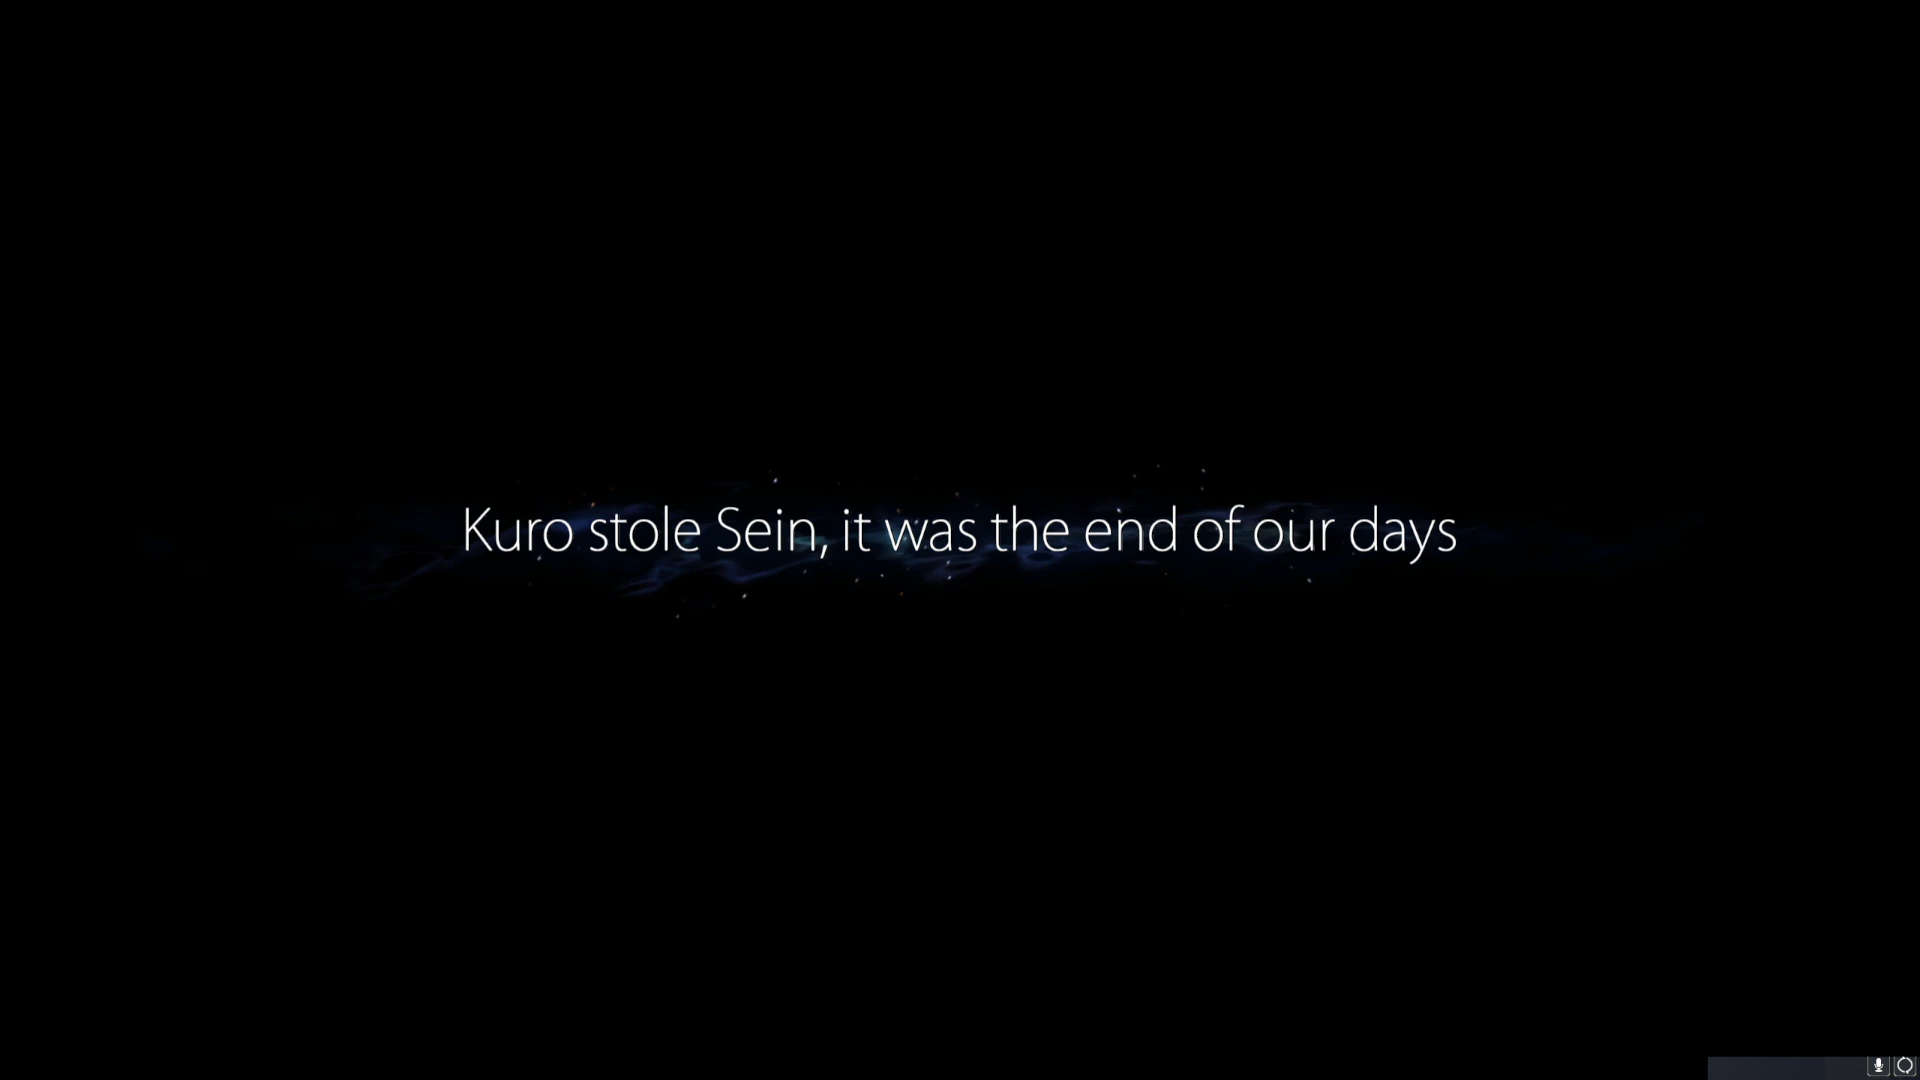 Kuro stole Sein, it was the end of our days